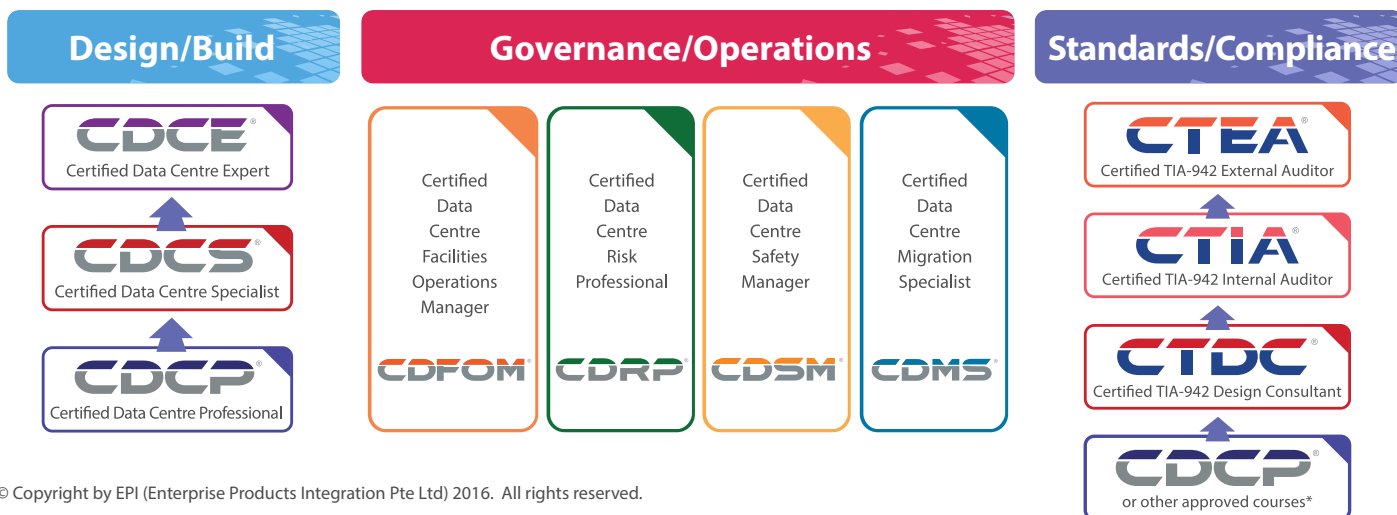 Design/Build
CDCE®
Certified Data Centre Expert
CDCS®
Certified Data Centre Specialist
CDCP®
Certified Data Centre Professional
Governance/Operations
Certified
Data
Centre
Facilities
Operations
Manager
CDFOM®
Certified
Data
Centre
Risk
Professional
CDRP®
Certified
Data
Centre
Safety
Manager
CDSM®
Certified
Data
Centre
Migration
Specialist
CDMS®
Standards/Compliance
CTEA®
Certified TIA-942 External Auditor
CTIA®
Certified TIA-942 Internal Auditor
CTDC®
Certified TIA-942 Design Consultant
CDCP®
or other approved courses*
© Copyright by EPI (Enterprise Products Integration Pte Ltd) 2016. All rights reserved.